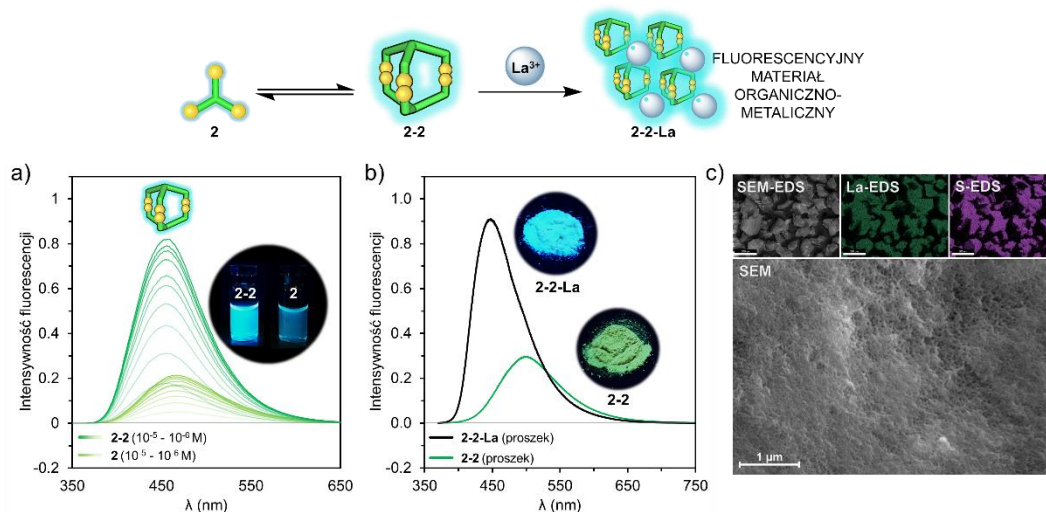 La³⁺
FLUORESCENCYJNY
MATERIAŁ
ORGANICZNO-
METALICZNY
2
2-2
2-2-La
a)
Intensywność fluorescencji
1
0.8
0.6
0.4
0.2
0
-0.2
2-2
2
2-2 (10⁻⁵ - 10⁻⁶ M)
2 (10⁻⁵ - 10⁻⁶ M)
350
450
550
650
λ (nm)
b)
Intensywność fluorescencji
1
0.8
0.6
0.4
0.2
0
-0.2
2-2-La
2-2
2-2-La (proszek)
2-2 (proszek)
350
450
550
650
750
λ (nm)
c)
SEM-EDS
La-EDS
S-EDS
SEM
1 µm